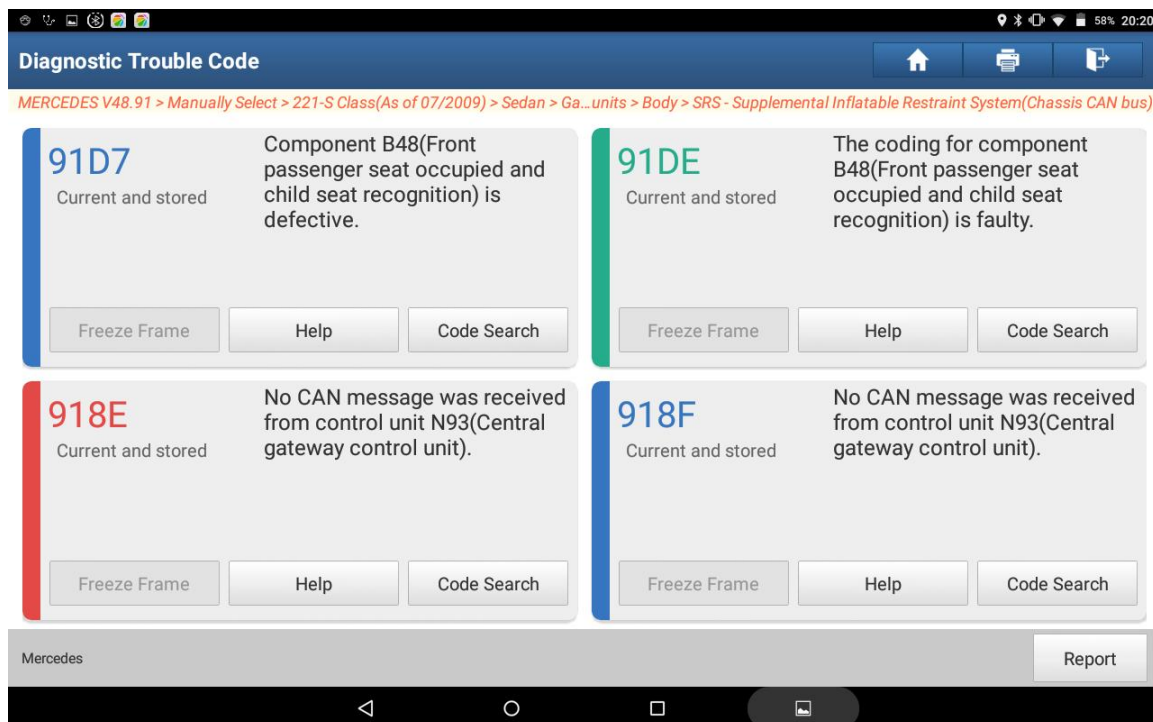 58% 20:20
Diagnostic Trouble Code
MERCEDES V48.91 > Manually Select > 221-S Class(As of 07/2009) > Sedan > Ga...units > Body > SRS - Supplemental Inflatable Restraint System(Chassis CAN bus)
91D7
Current and stored
Component B48(Front
passenger seat occupied and
child seat recognition) is
defective.
Freeze Frame
Help
Code Search
91DE
Current and stored
The coding for component
B48(Front passenger seat
occupied and child seat
recognition) is faulty.
Freeze Frame
Help
Code Search
918E
Current and stored
No CAN message was received
from control unit N93(Central
gateway control unit).
Freeze Frame
Help
Code Search
918F
Current and stored
No CAN message was received
from control unit N93(Central
gateway control unit).
Freeze Frame
Help
Code Search
Mercedes
Report